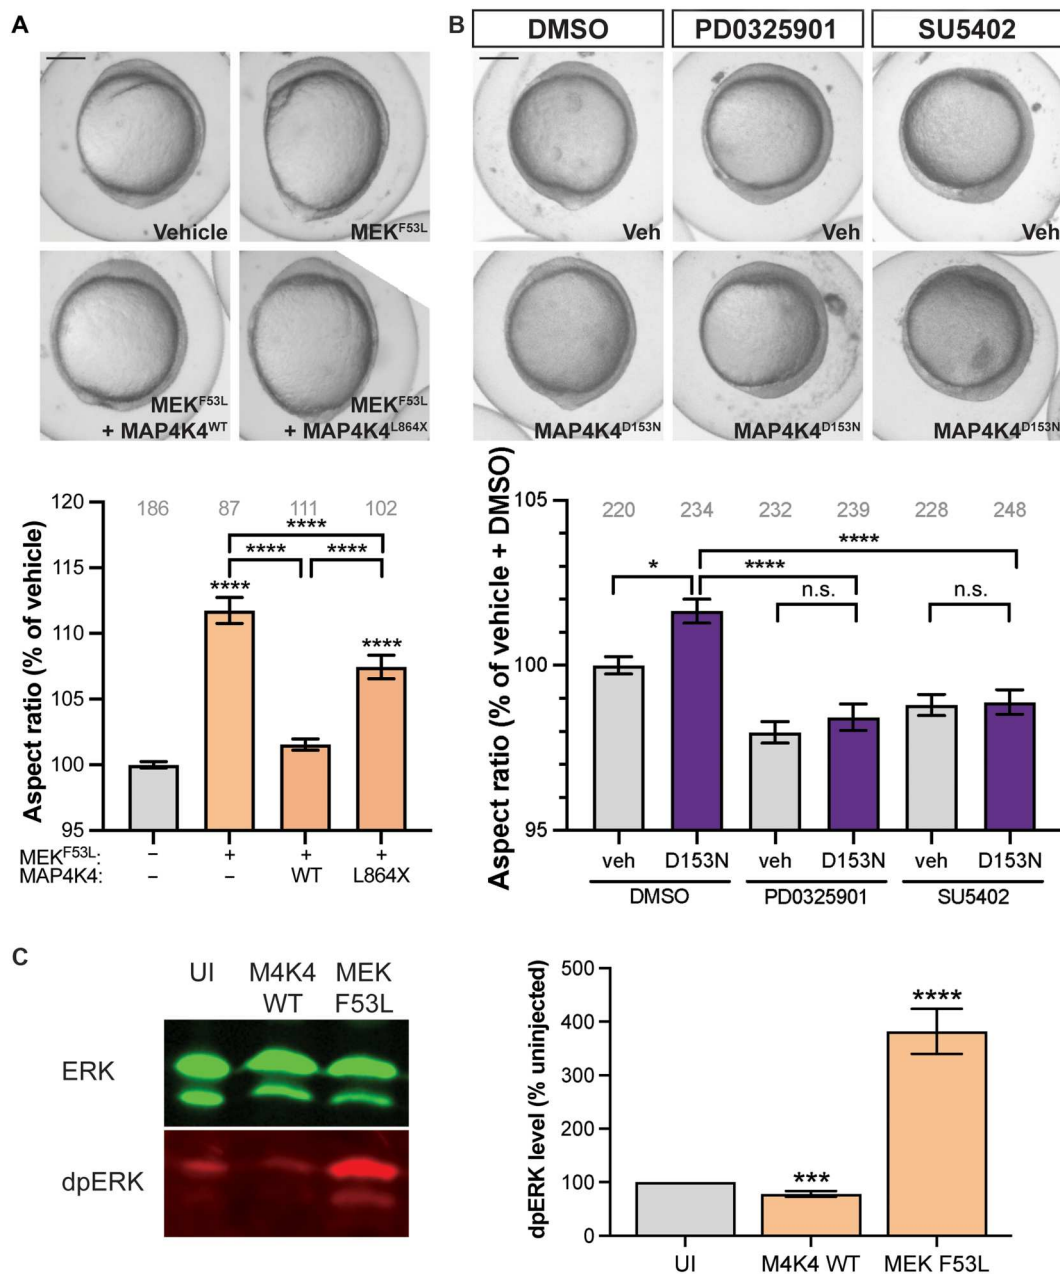 A
Vehicle
MEKF53L
MEKF53L
+ MAP4K4WT
MEKF53L
+ MAP4K4L864X
Aspect ratio (% of vehicle)
120
115
110
105
100
95
186
87
111
102
****
****
****
****
****
MEKF53L:
–
+
+
+
MAP4K4:
–
–
WT
L864X
B
DMSO
PD0325901
SU5402
Veh
Veh
Veh
MAP4K4D153N
MAP4K4D153N
MAP4K4D153N
Aspect ratio (% of vehicle + DMSO)
105
100
95
220
234
232
239
228
248
****
*
****
n.s.
n.s.
veh
D153N
veh
D153N
veh
D153N
DMSO
PD0325901
SU5402
C
UI
M4K4
WT
MEK
F53L
ERK
dpERK
dpERK level (% uninjected)
500
400
300
200
100
0
***
****
UI
M4K4 WT
MEK F53L